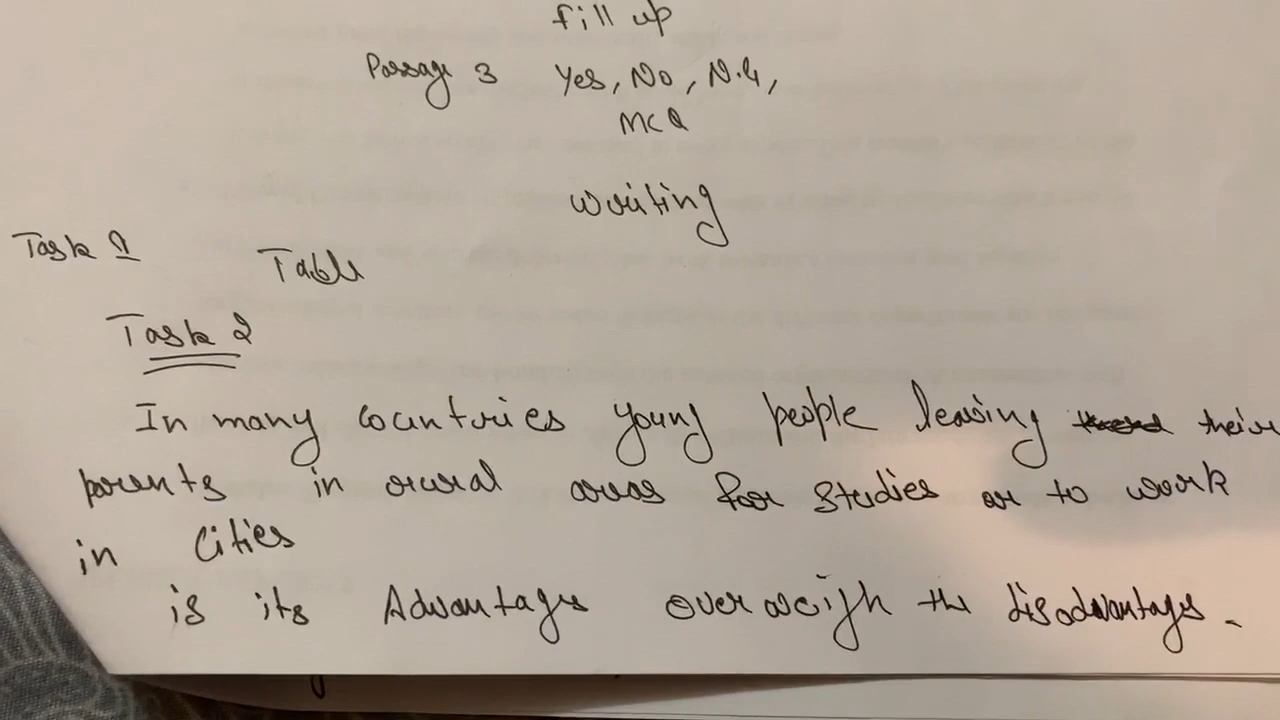 fill up
Passage 3 Yes, No, N.G,
MCQ
writing
Task 1
Table
Task 2
In many countries young people leaving their
parents in rural areas for studies or to work
in cities
is its Advantages overweigh the disadvantages.